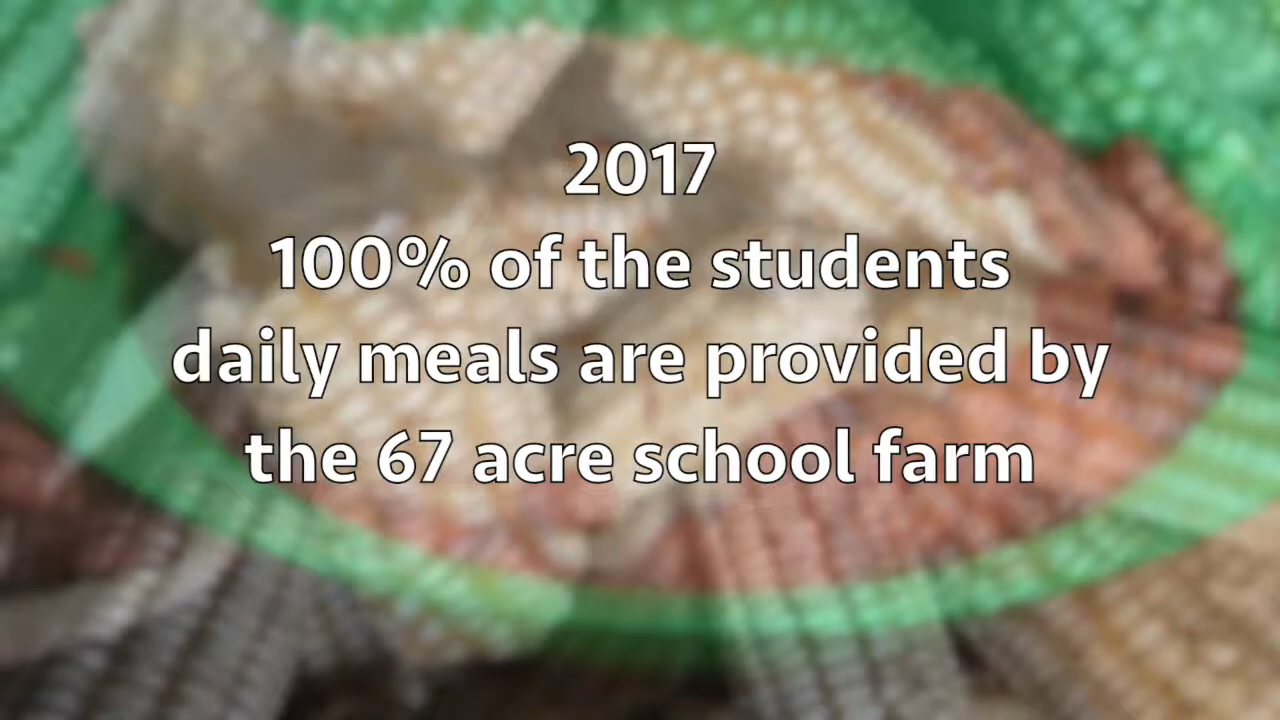 2017
100% of the students
daily meals are provided by
the 67 acre school farm